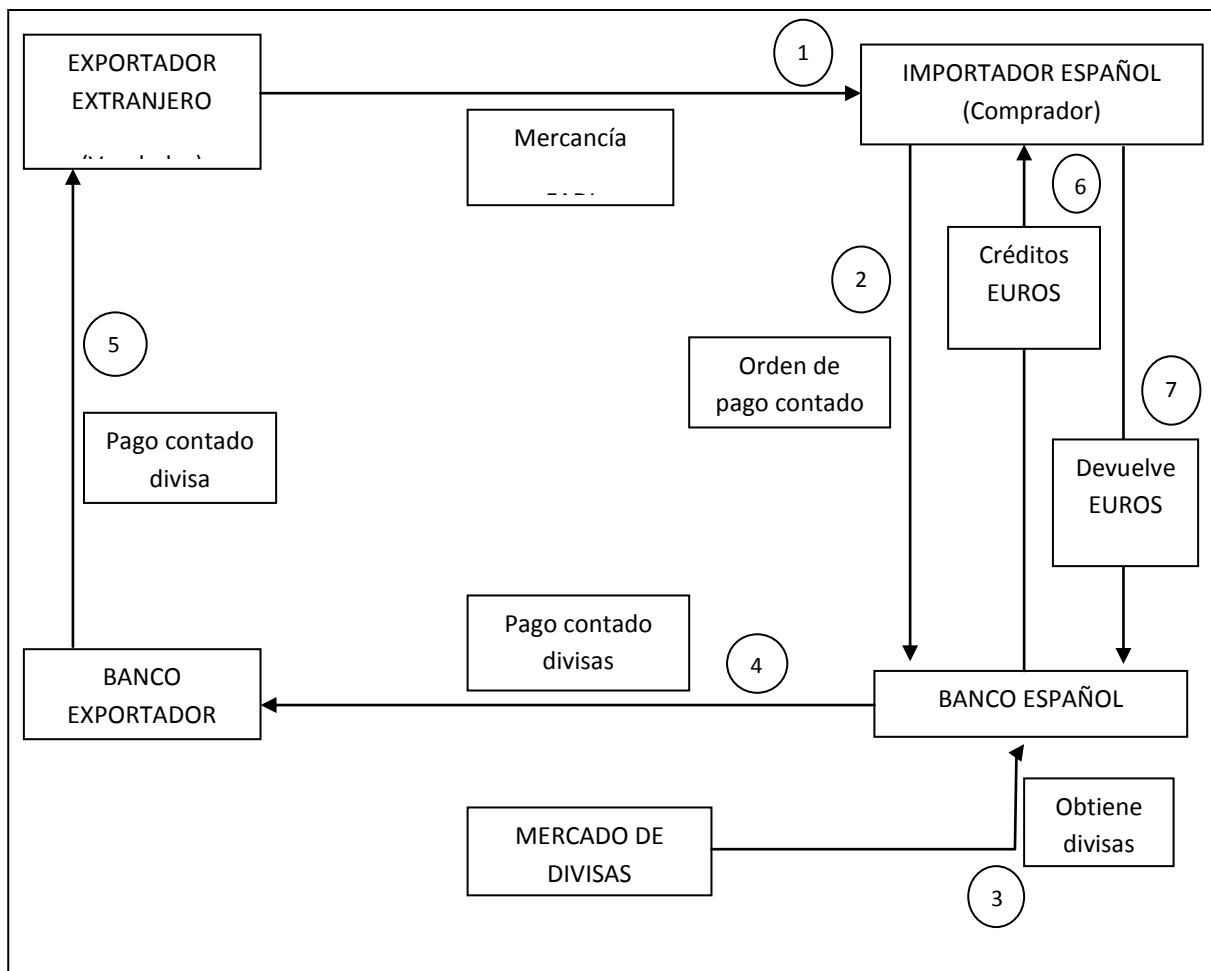 EXPORTADOR
EXTRANJERO
1
IMPORTADOR ESPAÑOL
(Comprador)
Mercancía
6
Créditos
EUROS
2
5
Orden de
pago contado
7
Pago contado
divisa
Devuelve
EUROS
Pago contado
divisas
4
BANCO
EXPORTADOR
BANCO ESPAÑOL
MERCADO DE
DIVISAS
Obtiene
divisas
3